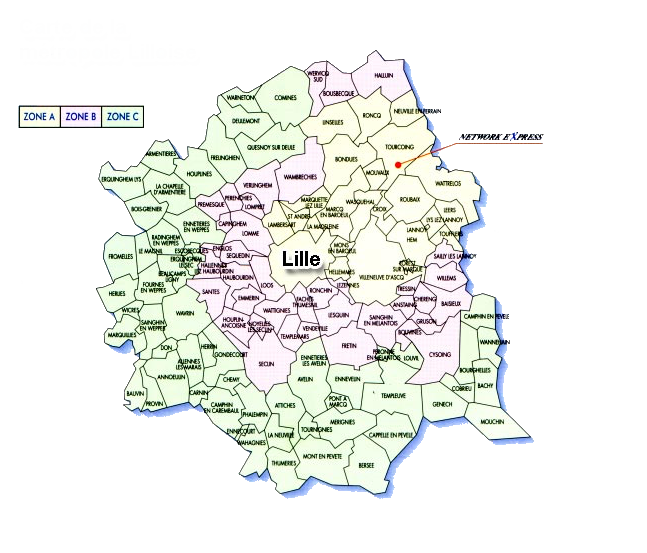 WERVICQ
SUD
HALLUIN
BOUSBECQUE
WARNETON
COMINES
ZONE A
ZONE B
ZONE C
DEULEMONT
LINSELLES
RONCQ
NEUVILLE EN FERRAIN
NETWORK EXPRESS
TOURCOING
QUESNOY SUR DEULE
ARMENTIERES
FRELINGHIEN
BONDUES
MOUVAUX
ERQUINGHEM LYS
HOUPLINES
LA CHAPELLE
D'ARMENTIERE
VERLINGHEM
WAMBRECHIES
WATTRELOS
PERENCHIES
PREMESQUE
LOMPRET
MARQUETTE
LEZ LILLE
WASQUEHAL
ROUBAIX
BOIS GRENIER
MARCQ
EN BAROEUL
CROIX
LEERS
ST ANDRE
LYS LEZ LANNOY
ENNETIERES
EN WEPPES
CAPINGHEM
LAMBERSART
LA MADELEINE
LANNOY
TOUFFLERS
LOMME
HEM
RADINGHEM
EN WEPPES
MONS
EN BAROEUL
FROMELLES
LE MAISNIL
ESCOBECQUES
ENGLOS
SEQUEDIN
Lille
SAILLY LEZ LANNOY
ERQUINGHEM
LESEC
HALLENNES
LEZ HAUBOURDIN
FOREST
SUR MARQUE
HELLEMMES
VILLENEUVE D'ASCQ
BEAUCAMPS
LIGNY
HAUBOURDIN
WILLEMS
FOURNES
EN WEPPES
LOOS
LEZENNES
TRESSIN
HERLIES
SANTES
EMMERIN
RONCHIN
FACHES
THUMESNIL
CHERENG
BAISIEUX
ANSTAING
WICRES
WAVRIN
WATTIGNIES
LESQUIN
SAINGHIN
EN MELANTOIS
GRUSON
CAMPHIN EN PEVELE
SAINGHIN
EN WEPPES
HOUPLIN
ANCOISNE
NOYELLES
LES SECLIN
VENDEVILLE
BOUVINES
MARQUILLIES
TEMPLEMARS
WANNEHAIN
DON
HERRIN
FRETIN
GONDECOURT
PERONNE
EN MELANTOIS
LOUVIL
CYSOING
ALLENNES
LES MARAIS
SECLIN
ENNETIERES
LES AVELIN
BOURGHELLES
ANNOEULLIN
CHEMY
AVELIN
ENNEVELIN
BACHY
COBRIEU
BAUVIN
CARNIN
TEMPLEUVE
PROVIN
CAMPHIN
EN CAREMBAUL
ATTICHES
PONT A
MARCQ
GENECH
PHALEMPIN
MERIGNIES
MOUCHIN
TOURMIGNIES
LA NEUVILLE
CAPPELLE EN PEVELE
WAHAGNIES
MONT EN PEVETE
THUMERIES
BERSEE